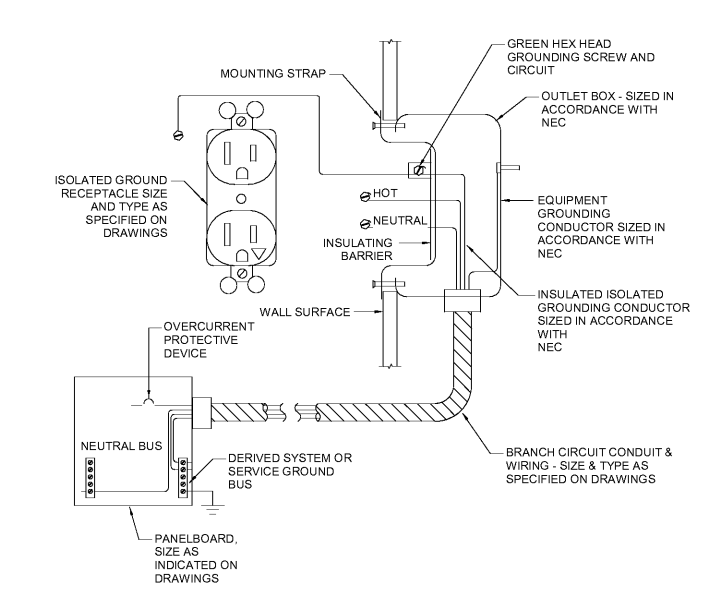 GREEN HEX HEAD
GROUNDING SCREW AND
CIRCUIT
MOUNTING STRAP
OUTLET BOX - SIZED IN
ACCORDANCE WITH
NEC
ISOLATED GROUND
RECEPTACLE SIZE
AND TYPE AS
SPECIFIED ON
DRAWINGS
HOT
NEUTRAL
EQUIPMENT
GROUNDING
CONDUCTOR SIZED IN
ACCORDANCE WITH
NEC
INSULATING
BARRIER
INSULATED ISOLATED
GROUNDING CONDUCTOR
SIZED IN ACCORDANCE
WITH
NEC
WALL SURFACE
OVERCURRENT
PROTECTIVE
DEVICE
NEUTRAL BUS
DERIVED SYSTEM OR
SERVICE GROUND
BUS
BRANCH CIRCUIT CONDUIT &
WIRING - SIZE & TYPE AS
SPECIFIED ON DRAWINGS
PANELBOARD,
SIZE AS
INDICATED ON
DRAWINGS